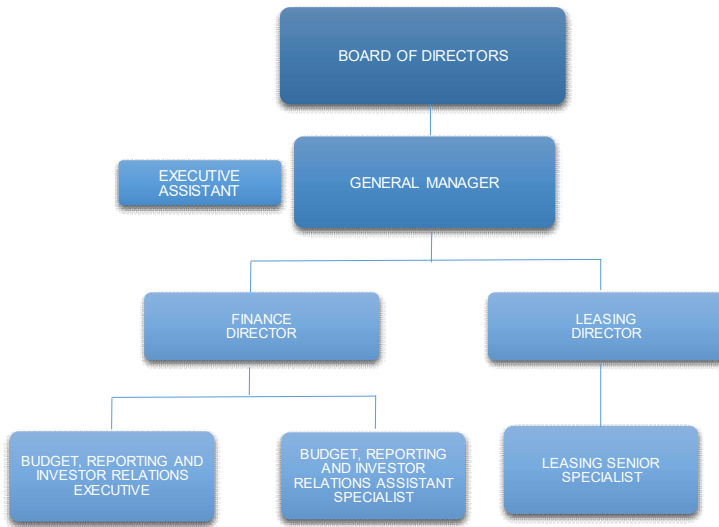 BOARD OF DIRECTORS
EXECUTIVE
ASSISTANT
GENERAL MANAGER
FINANCE
DIRECTOR
LEASING
DIRECTOR
BUDGET, REPORTING AND
INVESTOR RELATIONS
EXECUTIVE
BUDGET, REPORTING
AND INVESTOR
RELATIONS ASSISTANT
SPECIALIST
LEASING SENIOR
SPECIALIST